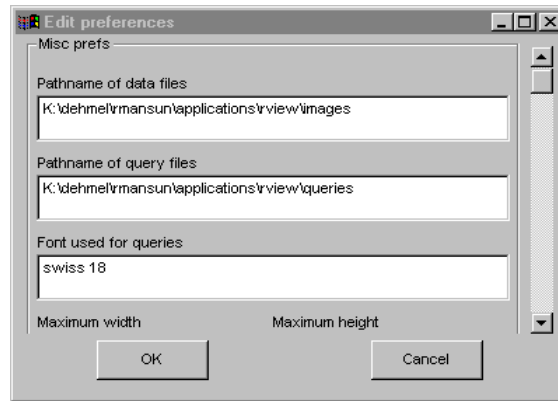 Edit preferences
Misc prefs
Pathname of data files
K:\dehmel\rmansun\applications\rview\images
Pathname of query files
K:\dehmel\rmansun\applications\rview\queries
Font used for queries
swiss 18
Maximum width Maximum height
OK Cancel